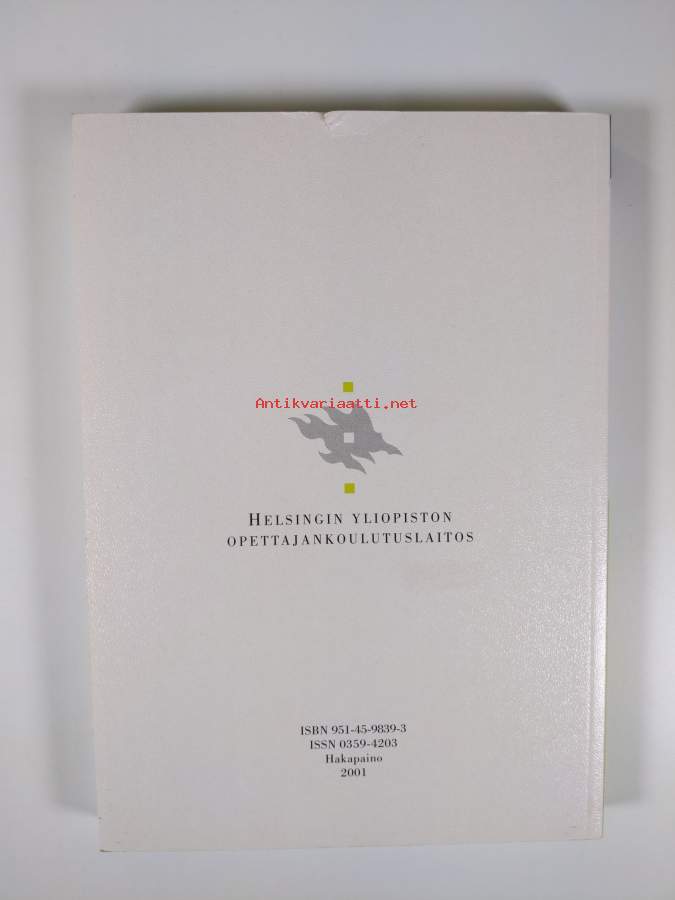 Antikvariaatti.net
HELSINGIN YLIOPISTON
OPETTAJANKOULUTUSLAITOS
ISBN 951-45-9839-3
ISSN 0359-4203
Hakapaino
2001